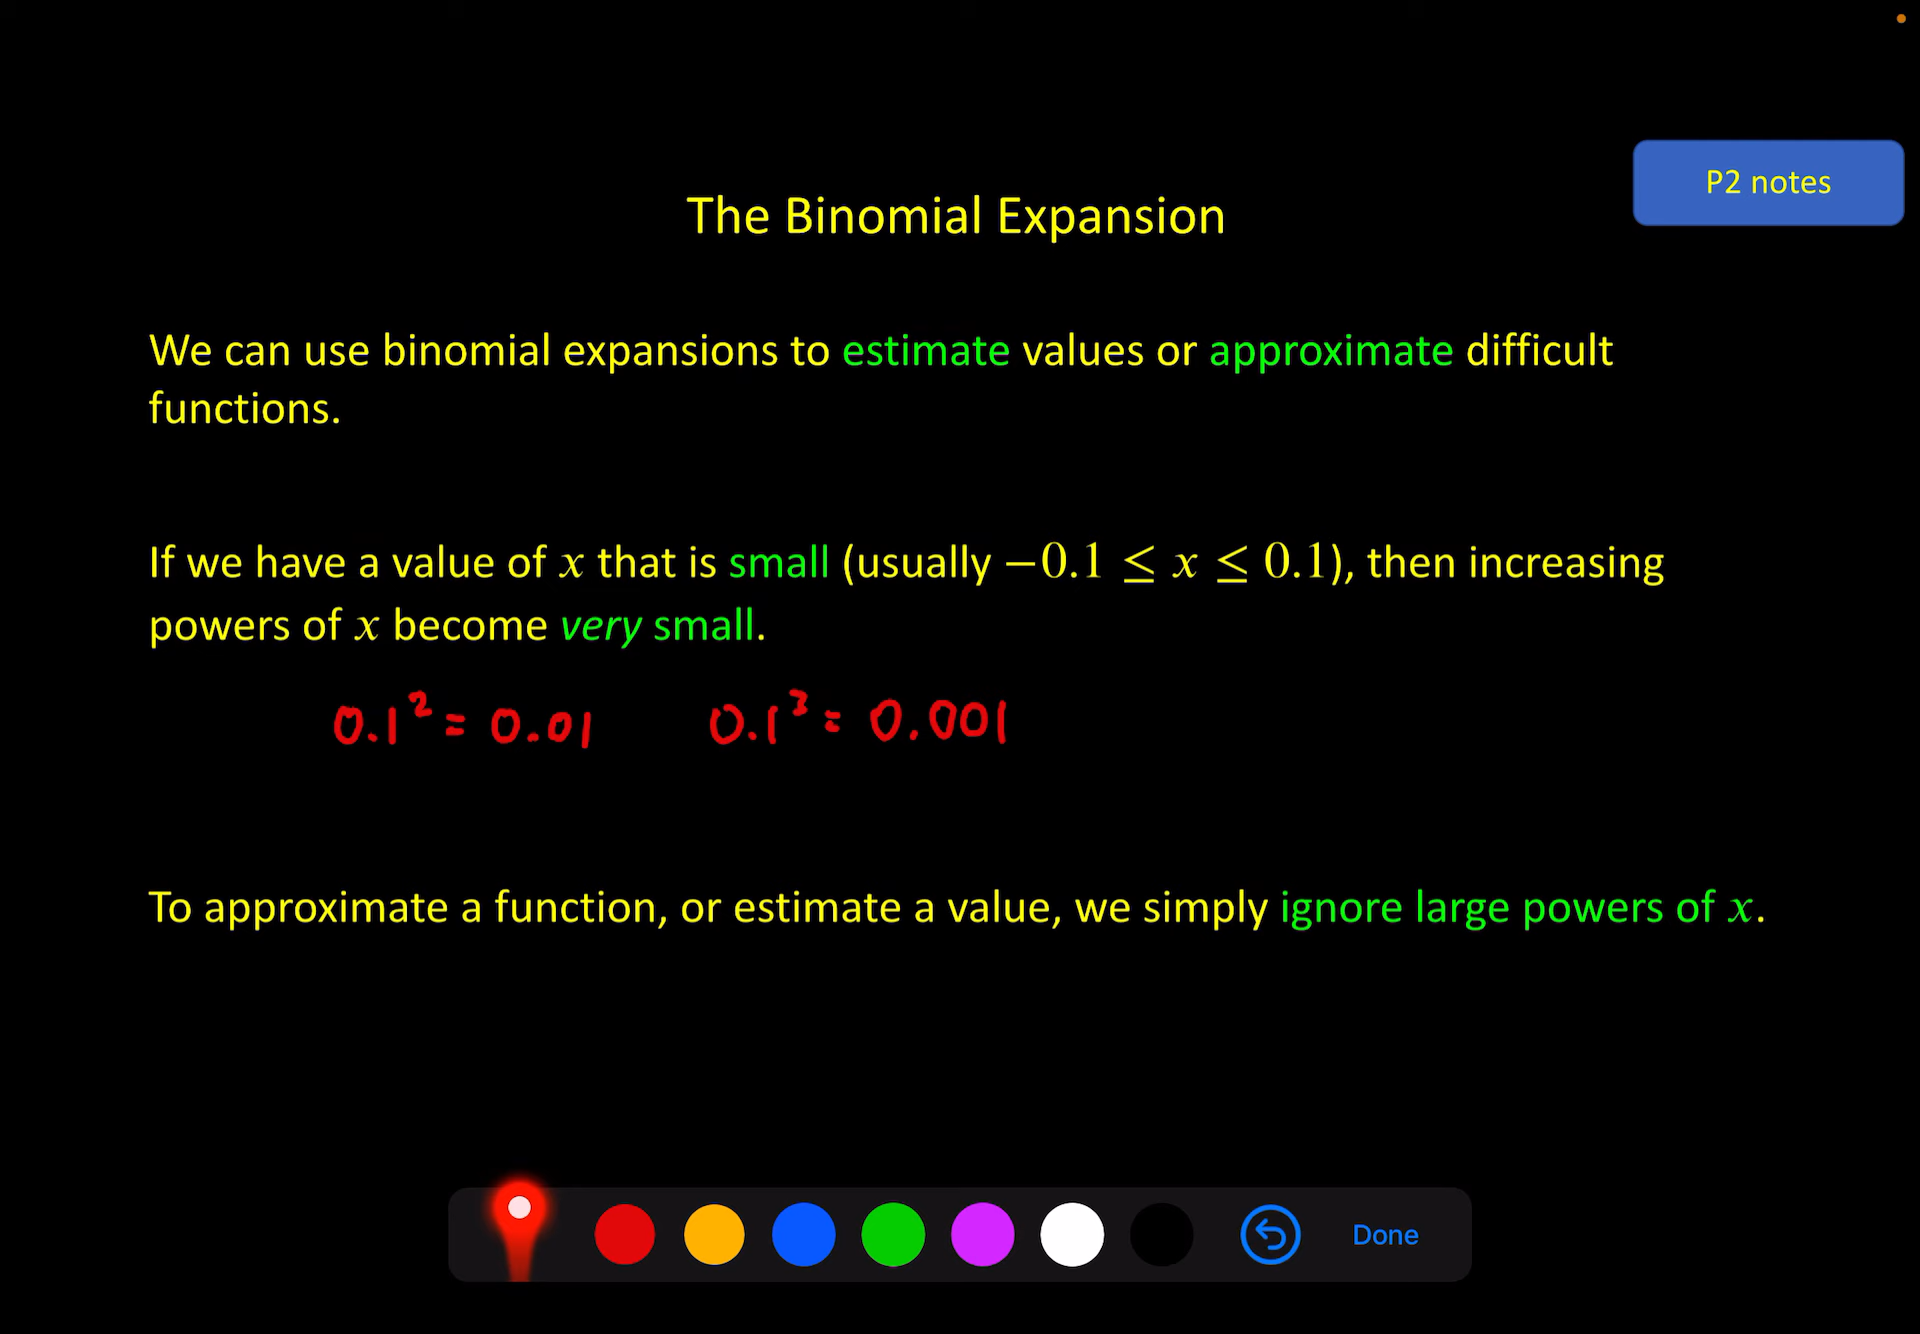 P2 notes
The Binomial Expansion
We can use binomial expansions to estimate values or approximate difficult
functions.
If we have a value of x that is small (usually −0.1 ≤ x ≤ 0.1), then increasing
powers of x become very small.
0.1² = 0.01 0.1³ = 0.001
To approximate a function, or estimate a value, we simply ignore large powers of x.
Done